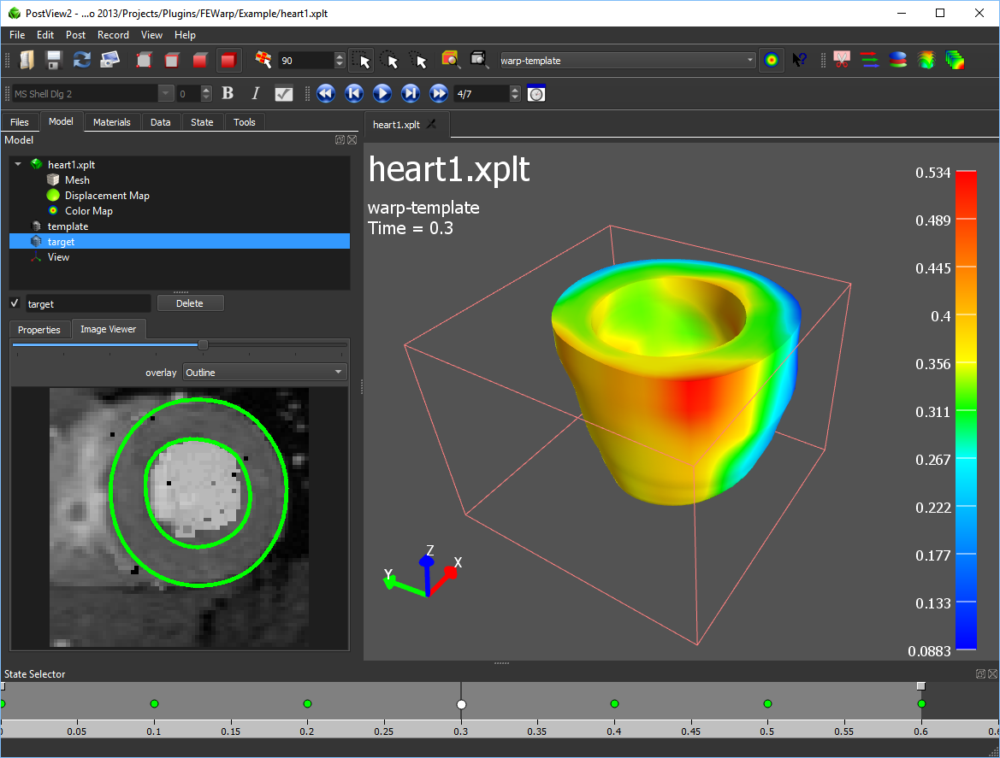 PostView2 - ...o 2013/Projects/Plugins/FEWarp/Example/heart1.xplt
File Edit Post Record View Help
90 warp-template
MS Shell Dlg 2 0 B I 4/7
Files Model Materials Data State Tools
heart1.xplt
Model
heart1.xplt
Mesh
Displacement Map
Color Map
template
target
View
target Delete
Properties Image Viewer
overlay Outline
heart1.xplt
warp-template
Time = 0.3
0.534
0.489
0.445
0.4
0.356
0.311
0.267
0.222
0.177
0.133
0.0883
Z
X
Y
State Selector
0.05 0.1 0.15 0.2 0.25 0.3 0.35 0.4 0.45 0.5 0.55 0.6